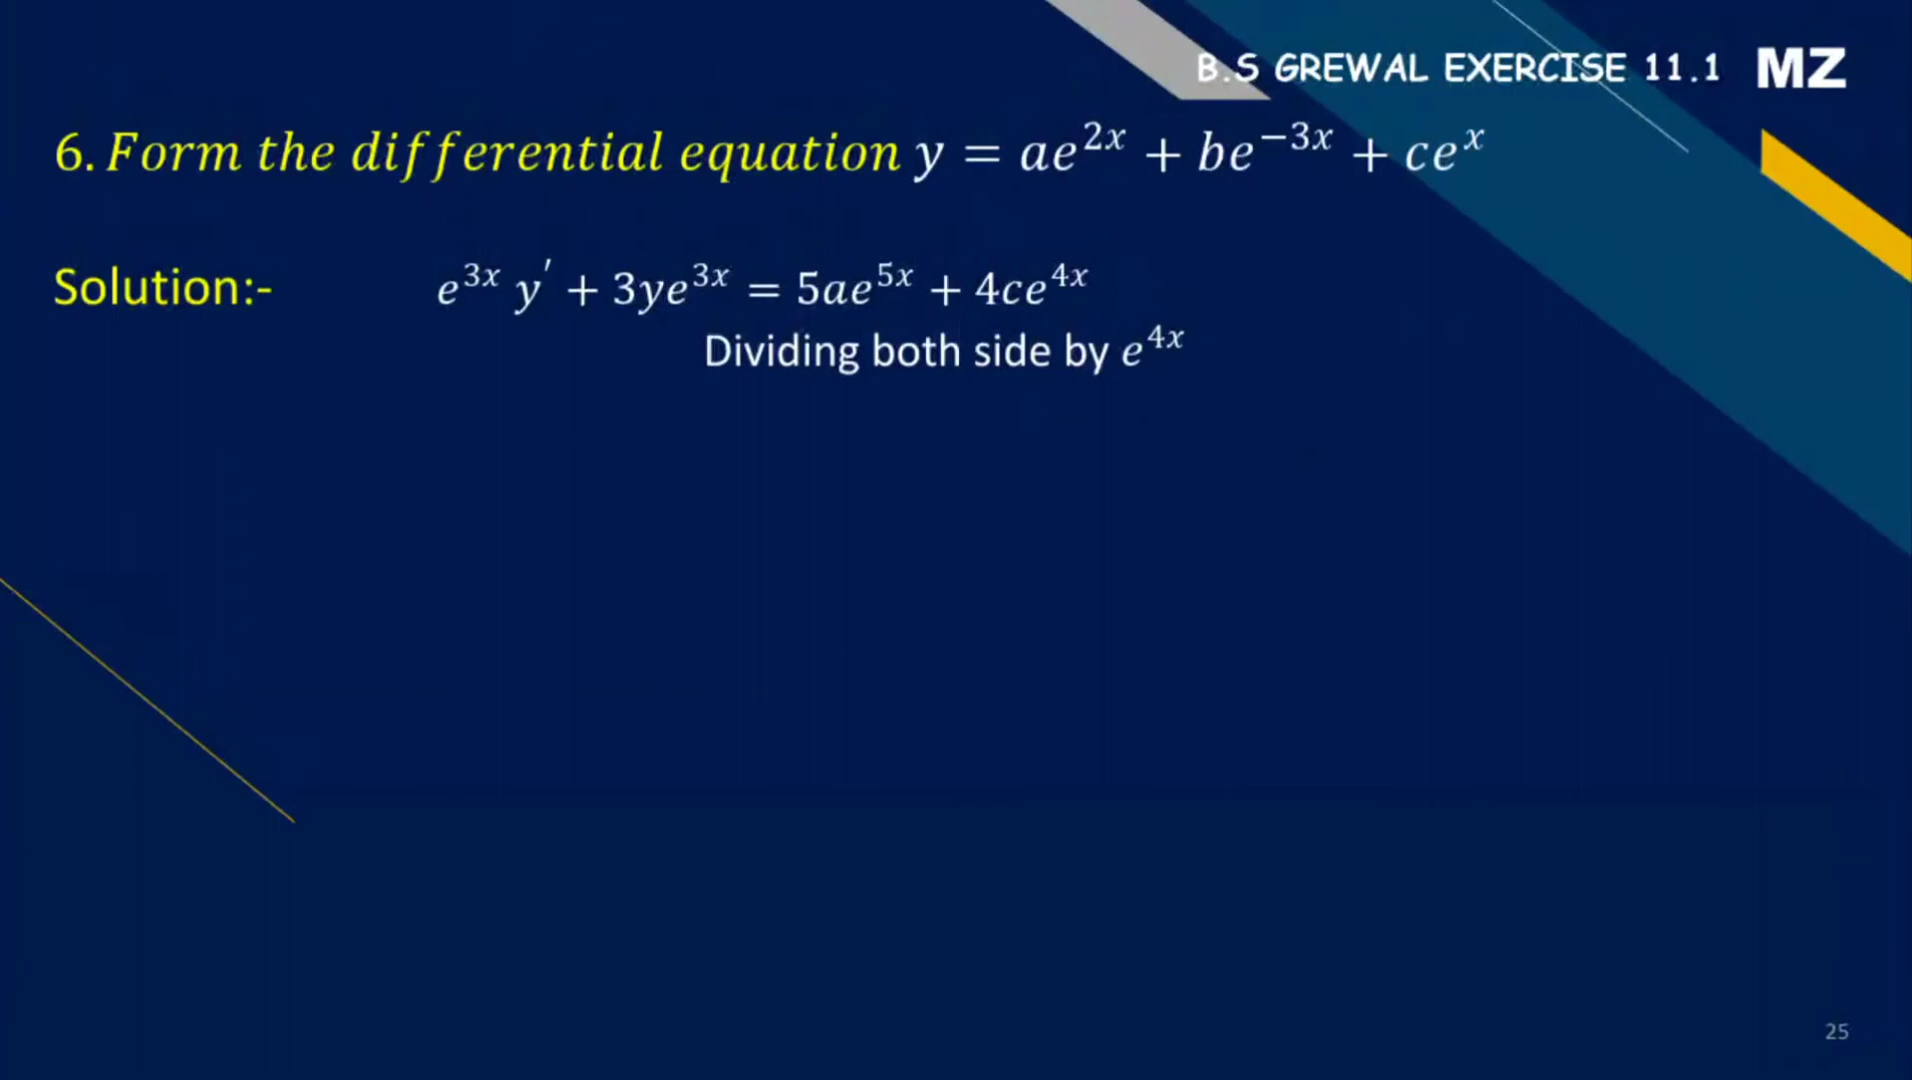 B.S GREWAL EXERCISE 11.1 MZ
6. Form the differential equation y = ae^{2x} + be^{−3x} + ce^{x}
Solution:- e^{3x} y′ + 3ye^{3x} = 5ae^{5x} + 4ce^{4x}
Dividing both side by e^{4x}
25